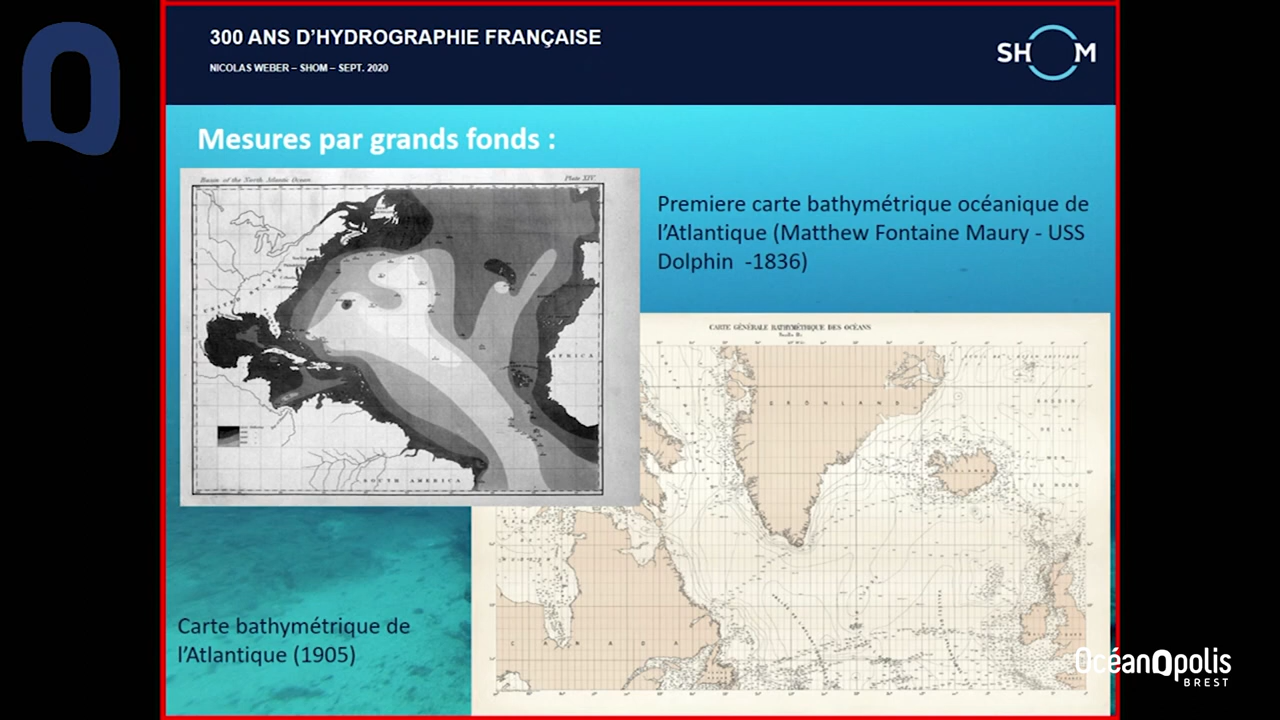 300 ANS D'HYDROGRAPHIE FRANÇAISE
NICOLAS WEBER – SHOM – SEPT. 2020
SHOM
Mesures par grands fonds :
Basin of the North Atlantic Ocean.
Plate XIV.
AFRICA
SOUTH AMERICA
Premiere carte bathymétrique océanique de
l'Atlantique (Matthew Fontaine Maury - USS
Dolphin -1836)
CARTE GÉNÉRALE BATHYMÉTRIQUE DES OCÉANS
GRÖNLAND
CANADA
Carte bathymétrique de
l'Atlantique (1905)
OcéanOpolis
BREST